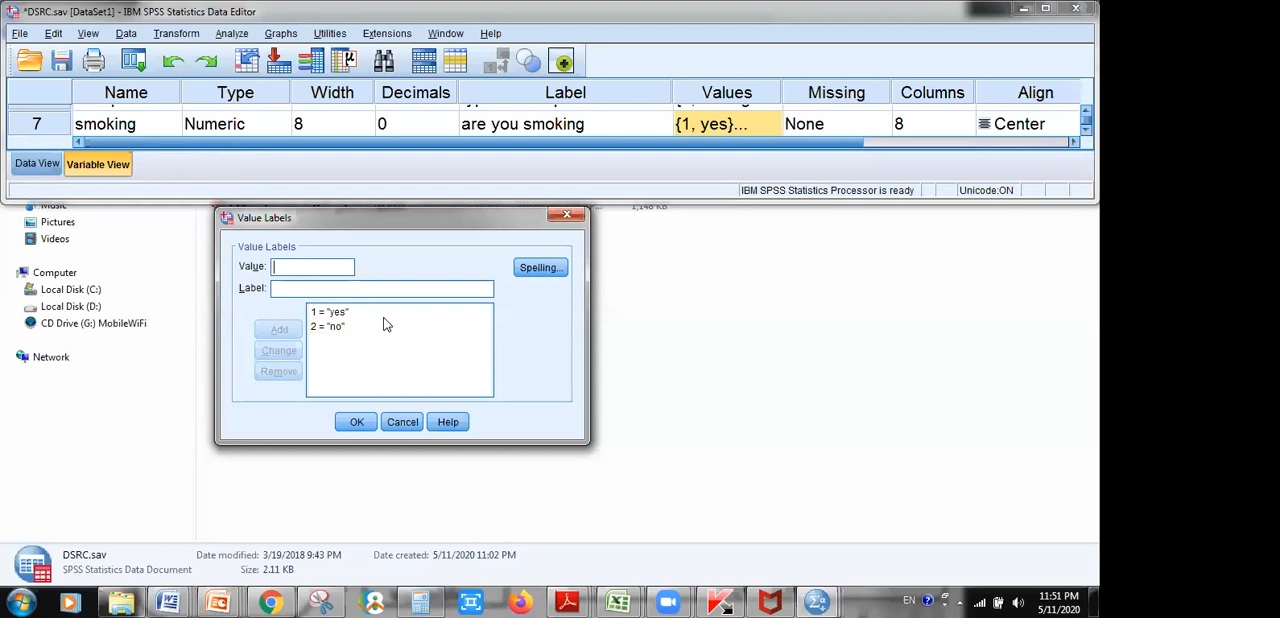 *DSRC.sav [DataSet1] - IBM SPSS Statistics Data Editor
File Edit View Data Transform Analyze Graphs Utilities Extensions Window Help
Name Type Width Decimals Label Values Missing Columns Align
7 smoking Numeric 8 0 are you smoking {1, yes}... None 8 Center
Data View Variable View
IBM SPSS Statistics Processor is ready Unicode:ON
Music
Pictures
Videos
Computer
Local Disk (C:)
Local Disk (D:)
CD Drive (G:) MobileWiFi
Network
Value Labels
Value Labels
Value:
Spelling...
Label:
1 = "yes"
2 = "no"
Add
Change
Remove
OK Cancel Help
DSRC.sav Date modified: 3/19/2018 9:43 PM Date created: 5/11/2020 11:02 PM
SPSS Statistics Data Document Size: 2.11 KB
EN 11:51 PM
5/11/2020